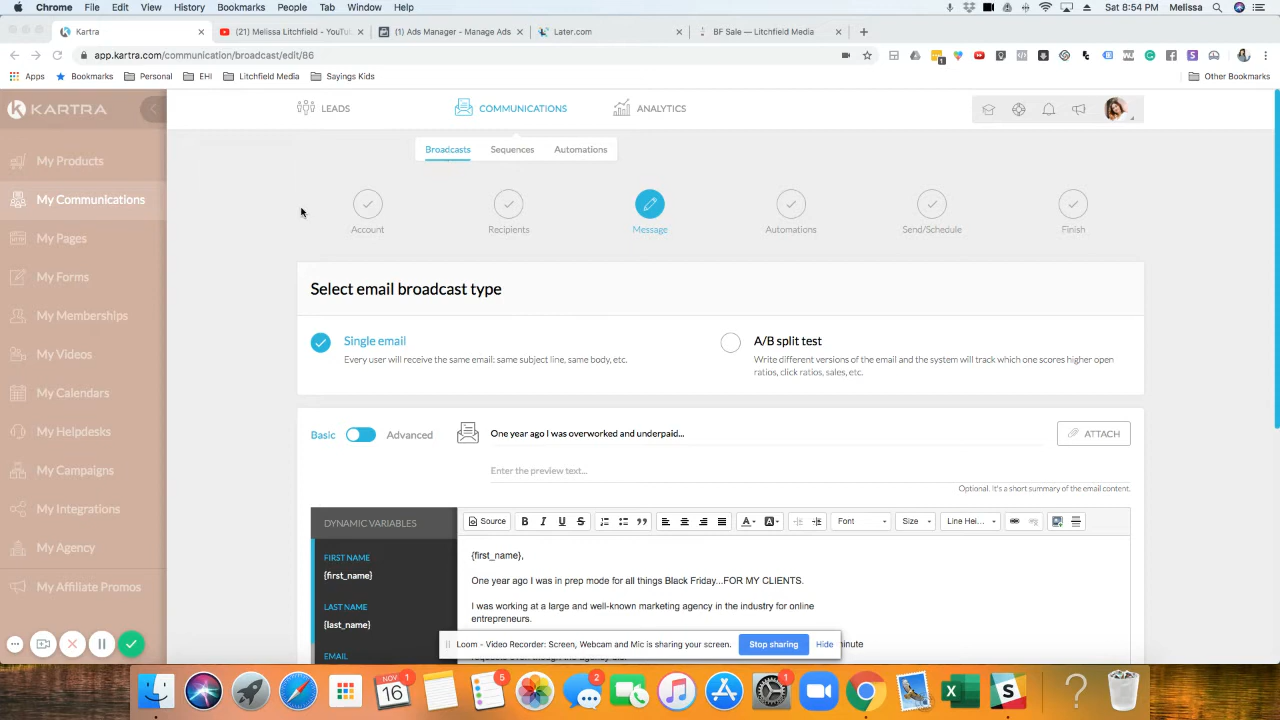 Chrome File Edit View History Bookmarks People Tab Window Help
Sat 8:54 PM Melissa
Kartra
(21) Melissa Litchfield - YouTu
(1) Ads Manager - Manage Ads
Later.com
BF Sale — Litchfield Media
app.kartra.com/communication/broadcast/edit/86
1
Apps Bookmarks Personal EHI Litchfield Media Sayings Kids Other Bookmarks
KARTRA
LEADS COMMUNICATIONS ANALYTICS
Broadcasts Sequences Automations
My Products
My Communications
My Pages
My Forms
My Memberships
My Videos
My Calendars
My Helpdesks
My Campaigns
My Integrations
My Agency
My Affiliate Promos
Account Recipients Message Automations Send/Schedule Finish
Select email broadcast type
Single email
Every user will receive the same email: same subject line, same body, etc.
A/B split test
Write different versions of the email and the system will track which one scores higher open
ratios, click ratios, sales, etc.
Basic Advanced
One year ago I was overworked and underpaid...
ATTACH
Enter the preview text...
Optional. It's a short summary of the email content.
DYNAMIC VARIABLES
Source B I U S Font Size Line Hei...
FIRST NAME
{first_name}
LAST NAME
{last_name}
EMAIL
{first_name},
One year ago I was in prep mode for all things Black Friday...FOR MY CLIENTS.
I was working at a large and well-known marketing agency in the industry for online
entrepreneurs.
minute
Loom - Video Recorder: Screen, Webcam and Mic is sharing your screen. Stop sharing Hide
NOV
16
1
5
2
1